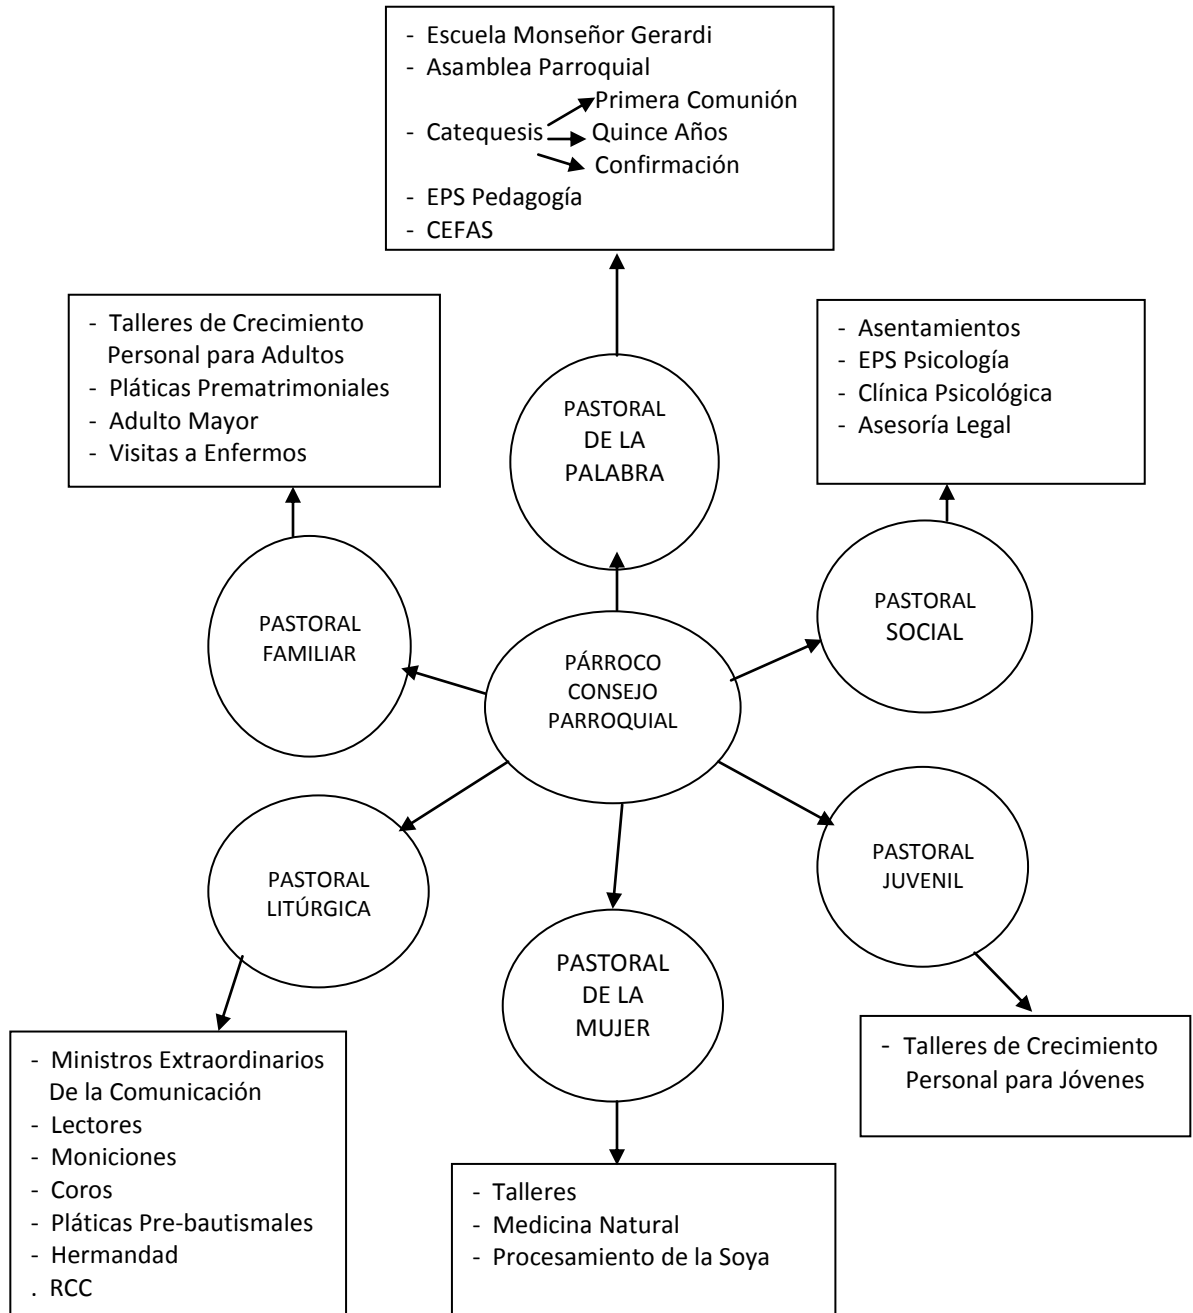 - Escuela Monseñor Gerardi
- Asamblea Parroquial
Primera Comunión
- Catequesis Quince Años
Confirmación
- EPS Pedagogía
- CEFAS
- Talleres de Crecimiento
Personal para Adultos
- Pláticas Prematrimoniales
- Adulto Mayor
- Visitas a Enfermos
PASTORAL
DE LA
PALABRA
- Asentamientos
- EPS Psicología
- Clínica Psicológica
- Asesoría Legal
PASTORAL
FAMILIAR
PÁRROCO
CONSEJO
PARROQUIAL
PASTORAL
SOCIAL
PASTORAL
LITÚRGICA
PASTORAL
DE LA
MUJER
PASTORAL
JUVENIL
- Ministros Extraordinarios
De la Comunicación
- Lectores
- Moniciones
- Coros
- Pláticas Pre-bautismales
- Hermandad
. RCC
- Talleres
- Medicina Natural
- Procesamiento de la Soya
- Talleres de Crecimiento
Personal para Jóvenes